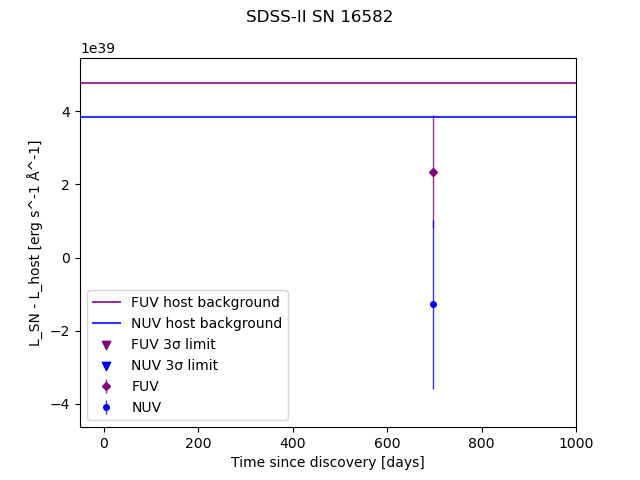 SDSS-II SN 16582
1e39
L_SN - L_host [erg s^-1 Å^-1]
4
2
0
−2
−4
FUV host background
NUV host background
FUV 3σ limit
NUV 3σ limit
FUV
NUV
0 200 400 600 800 1000
Time since discovery [days]